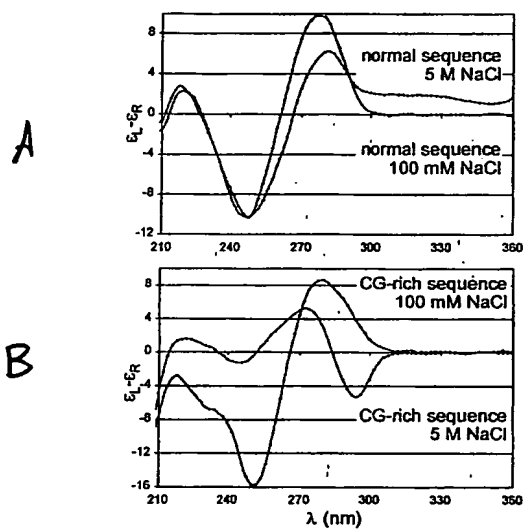 A
8
4
0
-4
-8
-12
εL-εR
normal sequence
5 M NaCl
normal sequence
100 mM NaCl
210 240 270 300 330 360
B
8
4
0
-4
-8
-12
-16
εL-εR
CG-rich sequence
100 mM NaCl
CG-rich sequence
5 M NaCl
210 240 270 300 330 360
λ (nm)